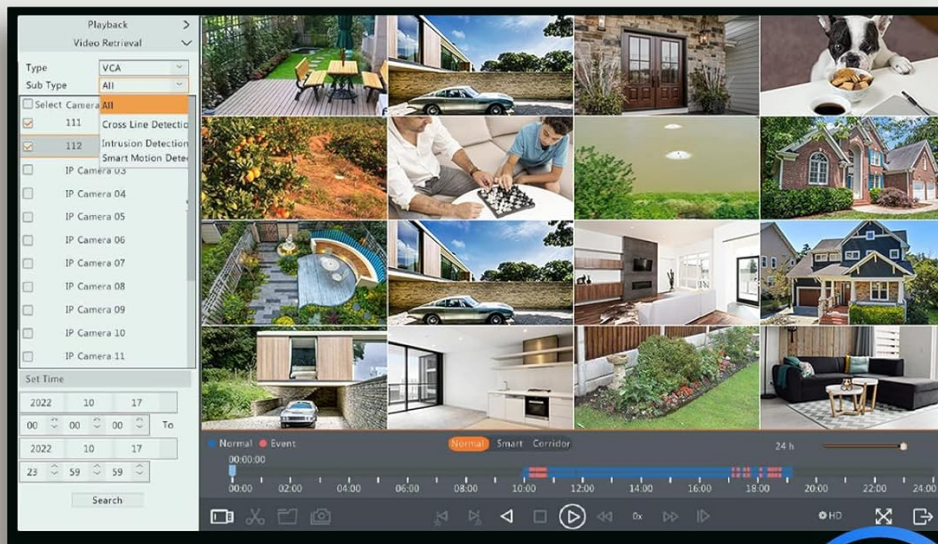 Playback
Video Retrieval
Type VCA
Sub Type All
Select Camera All
111 Cross Line Detectio
112 Intrusion Detection
Smart Motion Dete
IP Camera 03
IP Camera 04
IP Camera 05
IP Camera 06
IP Camera 07
IP Camera 08
IP Camera 09
IP Camera 10
IP Camera 11
Set Time
2022 10 17
00 00 00 To
2022 10 17
23 59 59
Search
Normal Event Normal Smart Corridor 24 h
00:00:00
00:00 02:00 04:00 06:00 08:00 10:00 12:00 14:00 16:00 18:00 20:00 22:00 24:00
0x HD